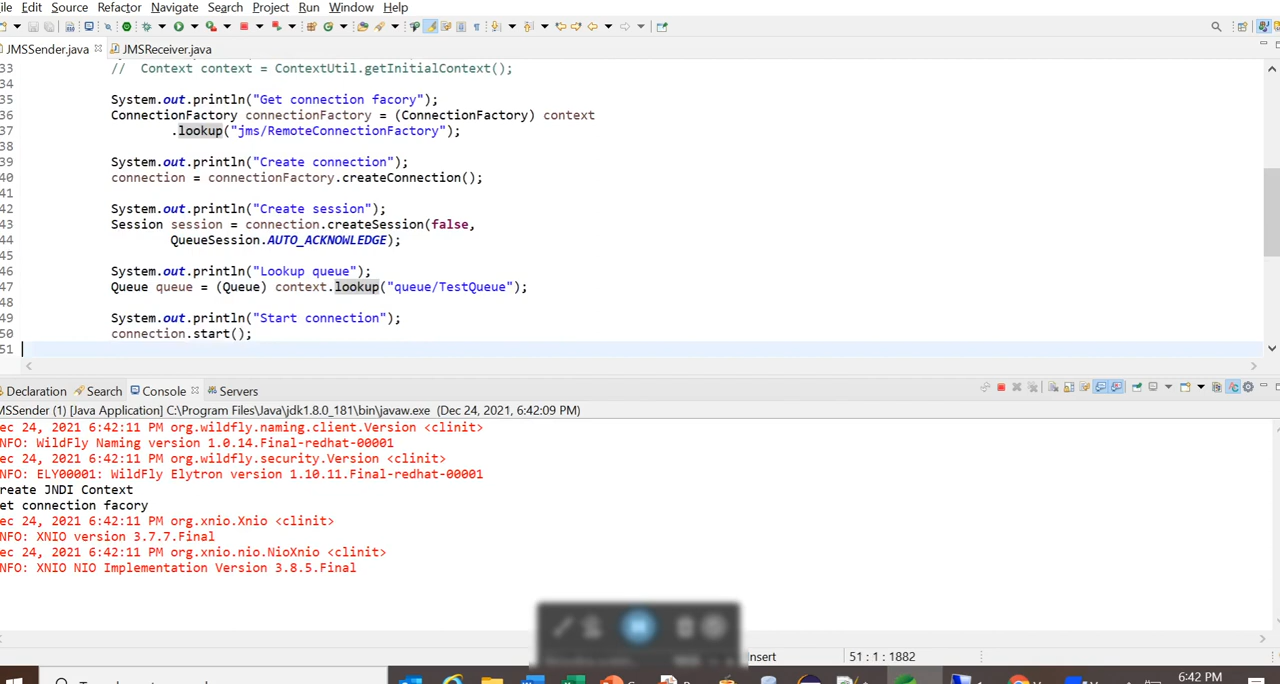 ile Edit Source Refactor Navigate Search Project Run Window Help
JMSSender.java JMSReceiver.java
33 // Context context = ContextUtil.getInitialContext();
34
35 System.out.println("Get connection facory");
36 ConnectionFactory connectionFactory = (ConnectionFactory) context
37 .lookup("jms/RemoteConnectionFactory");
38
39 System.out.println("Create connection");
40 connection = connectionFactory.createConnection();
41
42 System.out.println("Create session");
43 Session session = connection.createSession(false,
44 QueueSession.AUTO_ACKNOWLEDGE);
45
46 System.out.println("Lookup queue");
47 Queue queue = (Queue) context.lookup("queue/TestQueue");
48
49 System.out.println("Start connection");
50 connection.start();
51
Declaration Search Console Servers
MSSender (1) [Java Application] C:\Program Files\Java\jdk1.8.0_181\bin\javaw.exe (Dec 24, 2021, 6:42:09 PM)
ec 24, 2021 6:42:11 PM org.wildfly.naming.client.Version <clinit>
NFO: WildFly Naming version 1.0.14.Final-redhat-00001
ec 24, 2021 6:42:11 PM org.wildfly.security.Version <clinit>
NFO: ELY00001: WildFly Elytron version 1.10.11.Final-redhat-00001
reate JNDI Context
et connection facory
ec 24, 2021 6:42:11 PM org.xnio.Xnio <clinit>
NFO: XNIO version 3.7.7.Final
ec 24, 2021 6:42:11 PM org.xnio.nio.NioXnio <clinit>
NFO: XNIO NIO Implementation Version 3.8.5.Final
nsert 51 : 1 : 1882
6:42 PM